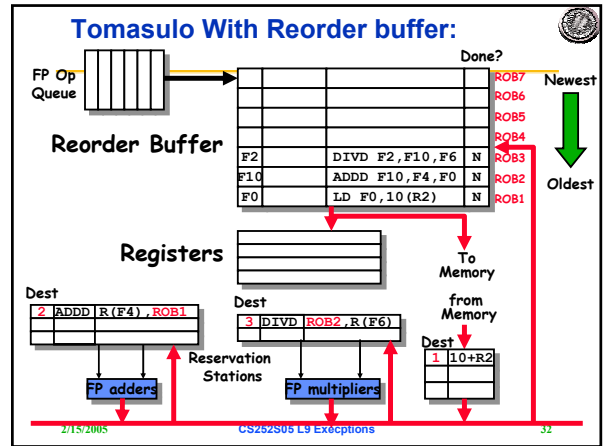 Tomasulo With Reorder buffer:
Done?
FP Op
Queue
ROB7
ROB6
ROB5
ROB4
Newest
Reorder Buffer
F2 DIVD F2,F10,F6 N ROB3
F10 ADDD F10,F4,F0 N ROB2
F0 LD F0,10(R2) N ROB1
Oldest
Registers
To
Memory
from
Memory
Dest
2 ADDD R(F4),ROB1
Dest
3 DIVD ROB2,R(F6)
Dest
1 10+R2
Reservation
Stations
FP adders
FP multipliers
2/15/2005
CS252S05 L9 Execptions
32